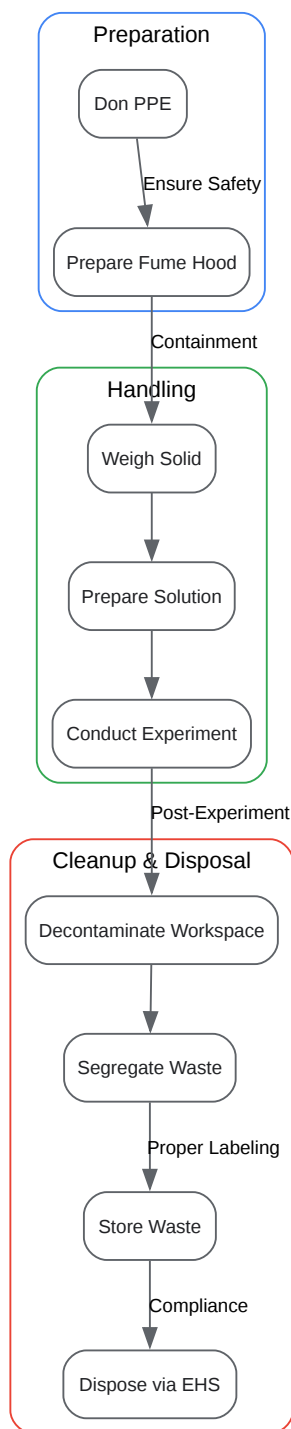 Preparation
Don PPE
Ensure Safety
Prepare Fume Hood
Containment
Handling
Weigh Solid
Prepare Solution
Conduct Experiment
Post-Experiment
Cleanup & Disposal
Decontaminate Workspace
Segregate Waste
Proper Labeling
Store Waste
Compliance
Dispose via EHS